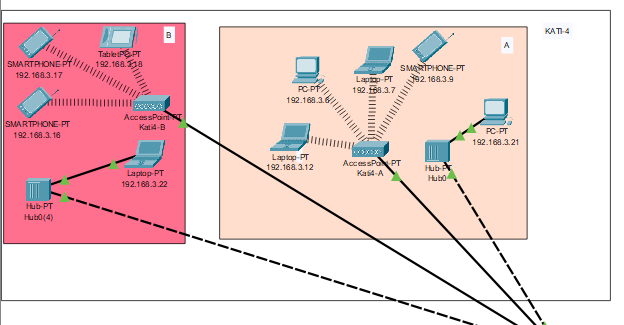 KATI-4
B
SMARTPHONE-PT
192.168.3.17
TabletPC-PT
192.168.3.18
SMARTPHONE-PT
192.168.3.16
AccessPoint-PT
Kati4-B
Laptop-PT
192.168.3.22
Hub-PT
Hub0(4)
A
PC-PT
192.168.3.6
Laptop-PT
192.168.3.7
SMARTPHONE-PT
192.168.3.9
Laptop-PT
192.168.3.12
AccessPoint-PT
Kati4-A
PC-PT
192.168.3.21
Hub-PT
Hub0